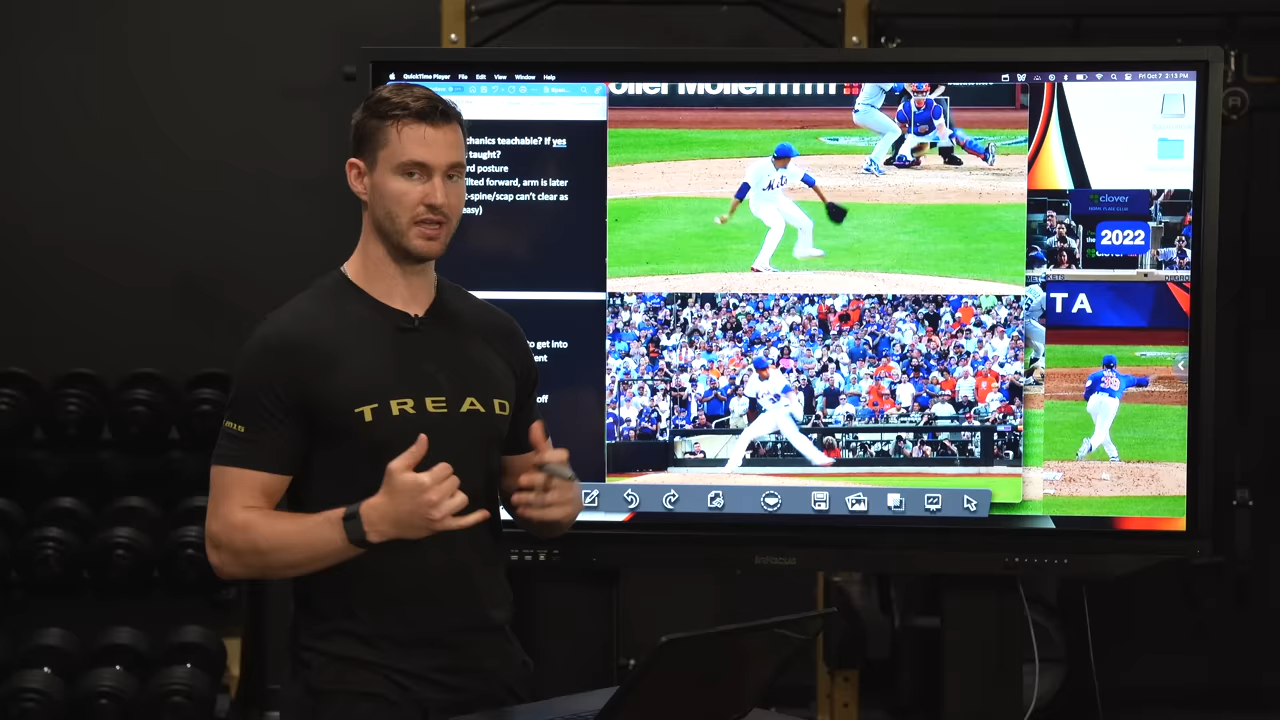 QuickTime Player File Edit View Window Help
Fri Oct 7 2:13 PM
chanics teachable? If yes
taught?
rd posture
ilted forward, arm is later
t-spine/scap can't clear as
easy)
o get into
off
Mets
clover
2022
TA
TREAD
2015
InFocus